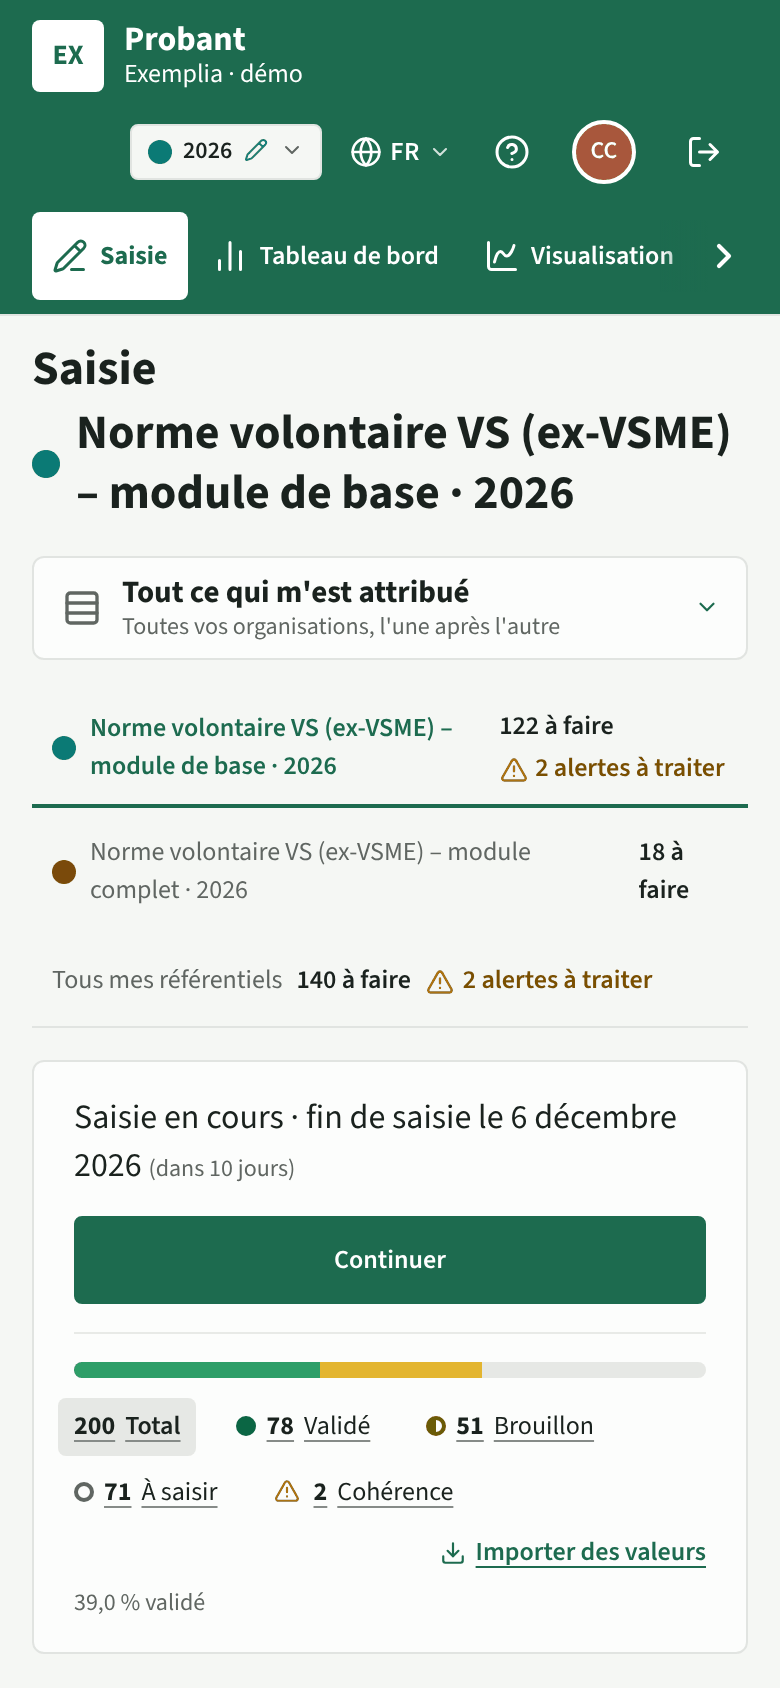 EX
Probant
Exemplia · démo
2026
FR
CC
Saisie
Tableau de bord
Visualisation
Saisie
Norme volontaire VS (ex-VSME)
– module de base · 2026
Tout ce qui m'est attribué
Toutes vos organisations, l'une après l'autre
Norme volontaire VS (ex-VSME) –
module de base · 2026
122 à faire
2 alertes à traiter
Norme volontaire VS (ex-VSME) – module
complet · 2026
18 à
faire
Tous mes référentiels 140 à faire 2 alertes à traiter
Saisie en cours · fin de saisie le 6 décembre
2026 (dans 10 jours)
Continuer
200 Total 78 Validé 51 Brouillon
71 À saisir 2 Cohérence
Importer des valeurs
39,0 % validé